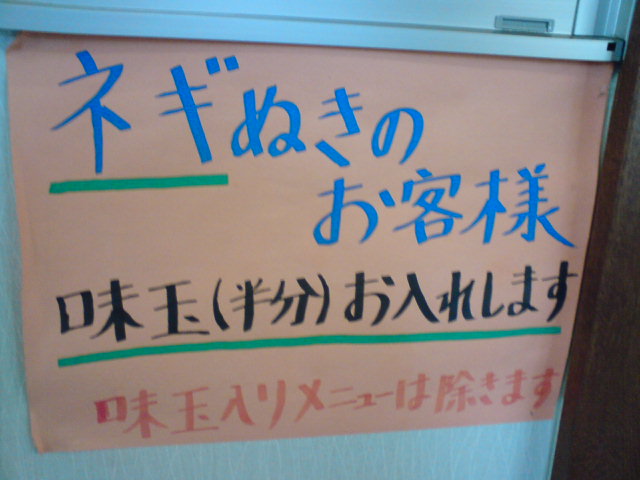 ネギぬきの
お客様
味玉(半分)お入れします
味玉入りメニューは除きます